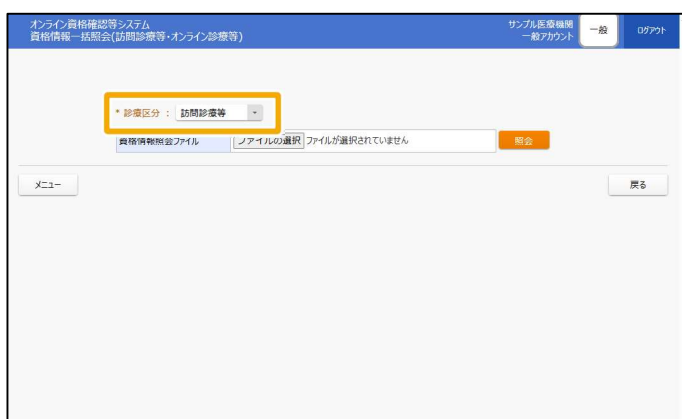 オンライン資格確認等システム
資格情報一括照会(訪問診療等・オンライン診療等)
サンプル医療機関
一般アカウント
一般
ログアウト
* 診療区分 : 訪問診療等
資格情報照会ファイル ファイルの選択 ファイルが選択されていません 照会
メニュー 戻る